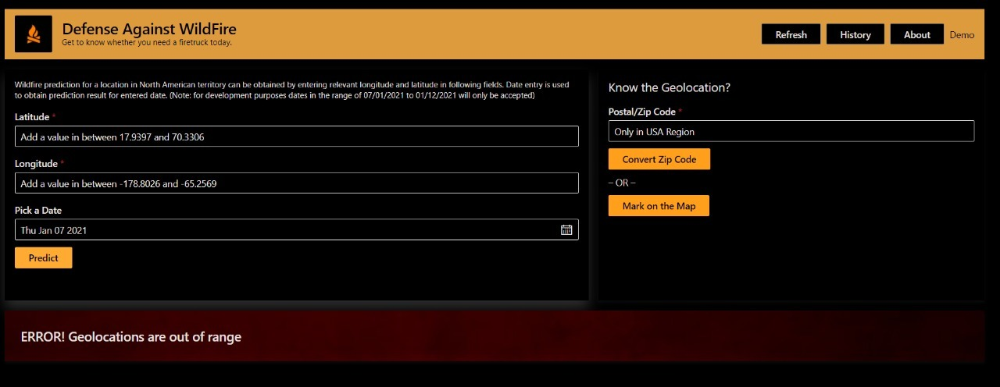 Defense Against WildFire
Get to know whether you need a firetruck today.
Refresh
History
About
Demo
Wildfire prediction for a location in North American territory can be obtained by entering relevant longitude and latitude in following fields. Date entry is used
to obtain prediction result for entered date. (Note: for development purposes dates in the range of 07/01/2021 to 01/12/2021 will only be accepted)
Latitude *
Add a value in between 17.9397 and 70.3306
Longitude *
Add a value in between -178.8026 and -65.2569
Pick a Date
Thu Jan 07 2021
Predict
Know the Geolocation?
Postal/Zip Code *
Only in USA Region
Convert Zip Code
– OR –
Mark on the Map
ERROR! Geolocations are out of range